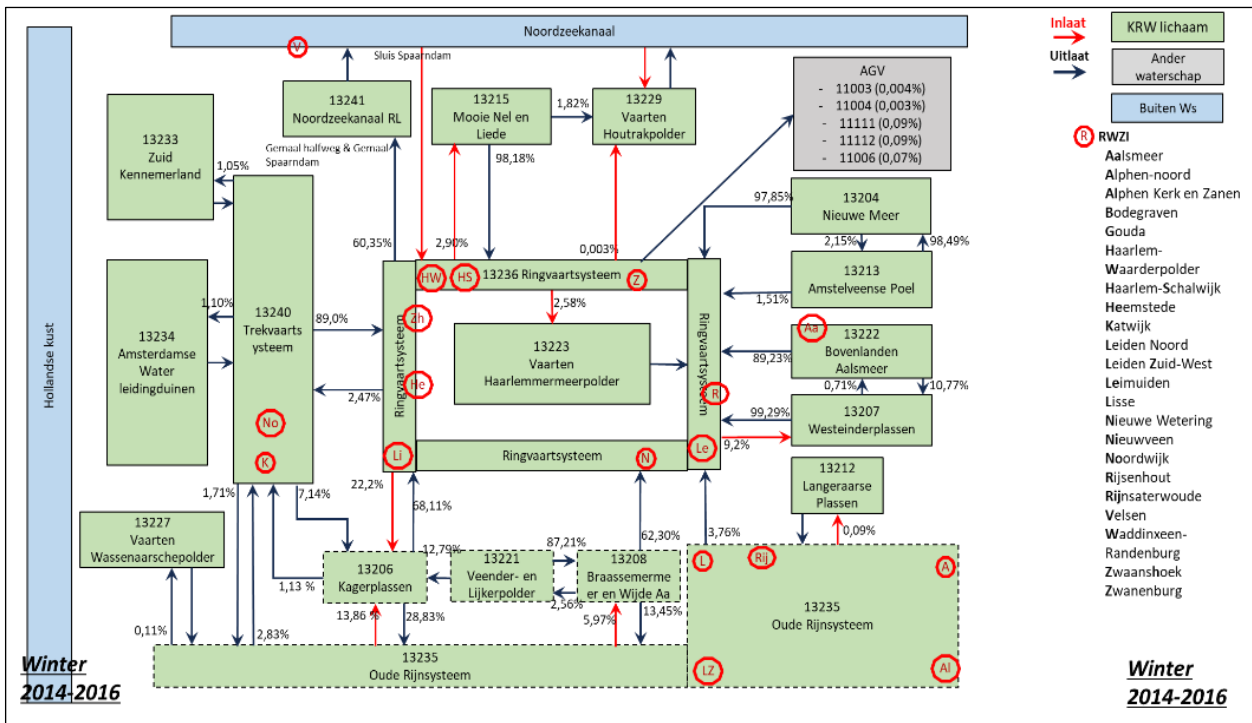 Noordzeekanaal
V
Sluis Spaarndam
Inlaat
Uitlaat
KRW lichaam
Ander
waterschap
Buiten Ws
R
RWZI
Aalsmeer
Alphen-noord
Alphen Kerk en Zanen
Bodegraven
Gouda
Haarlem-
Waarderpolder
Haarlem-Schalwijk
Heemstede
Katwijk
Leiden Noord
Leiden Zuid-West
Leimuiden
Lisse
Nieuwe Wetering
Nieuwveen
Noordwijk
Rijsenhout
Rijnsaterwoude
Velsen
Waddinxeen-
Randenburg
Zwaanshoek
Zwanenburg
Hollandse kust
13241
Noordzeekanaal RL
Gemaal halfweg & Gemaal
Spaarndam
13215
Mooie Nel en
Liede
1,82%
13229
Vaarten
Houtrakpolder
AGV
- 11003 (0,004%)
- 11004 (0,003%)
- 11111 (0,09%)
- 11112 (0,09%)
- 11006 (0,07%)
13233
Zuid
Kennemerland
1,05%
98,18%
60,35%
2,90%
0,003%
97,85%
13204
Nieuwe Meer
2,15%
98,49%
13213
Amstelveense Poel
1,51%
HW
HS
13236 Ringvaartsysteem
Z
2,58%
13234
Amsterdamse
Water
leidingduinen
1,10%
13240
Trekvaarts
ysteem
89,0%
2,47%
No
K
Ringvaartsysteem
Zh
He
Li
13223
Vaarten
Haarlemmermeerpolder
Ringvaartsysteem
R
Le
Aa
13222
Bovenlanden
Aalsmeer
89,23%
0,71%
10,77%
99,29%
13207
Westeinderplassen
9,2%
Ringvaartsysteem
N
1,71%
7,14%
22,2%
68,11%
13212
Langeraarse
Plassen
0,09%
13227
Vaarten
Wassenaarschepolder
0,11%
2,83%
1,13 %
13206
Kagerplassen
12,79%
13221
Veender- en
Lijkerpolder
87,21%
2,56%
13208
Braassemerme
er en Wijde Aa
62,30%
3,76%
13,86 %
28,83%
5,97%
13,45%
L
Rij
A
13235
Oude Rijnsysteem
LZ
Al
13235
Oude Rijnsysteem
Winter
2014-2016
Winter
2014-2016